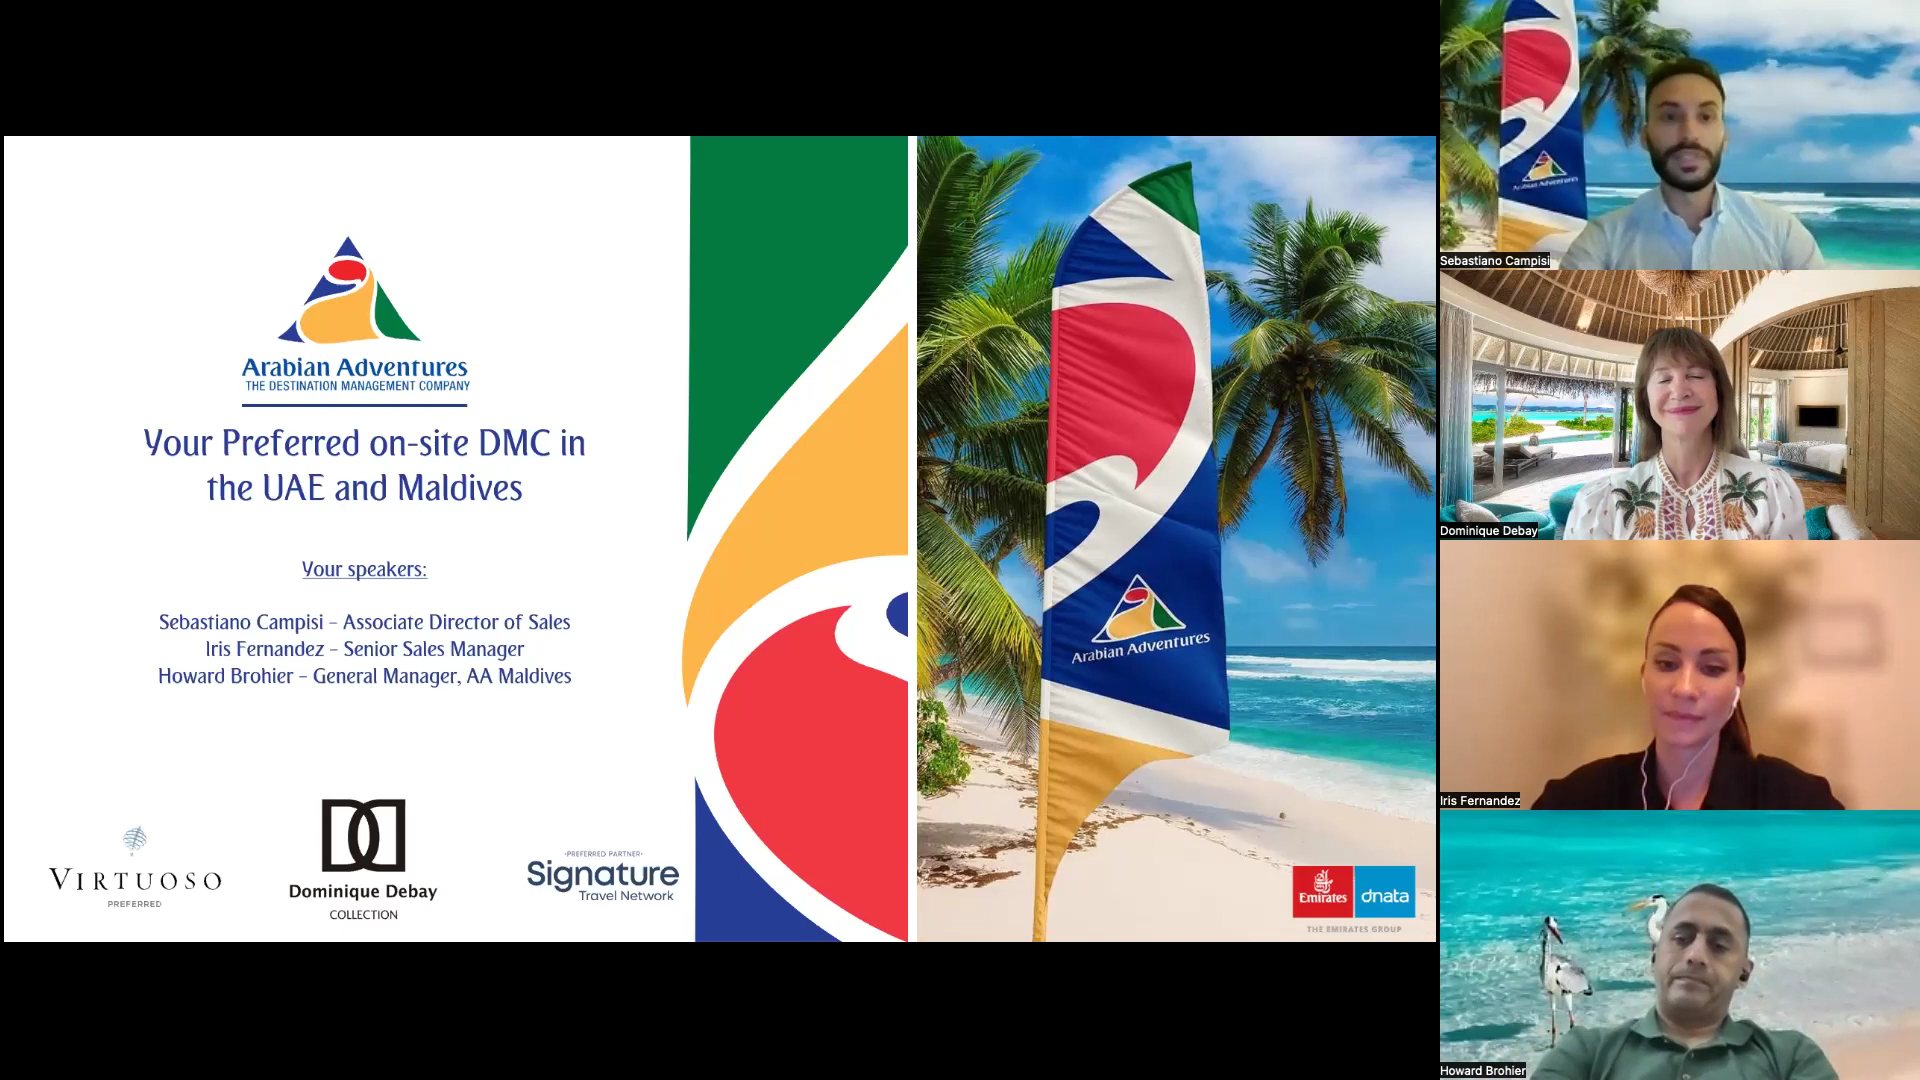 Arabian Adventures
THE DESTINATION MANAGEMENT COMPANY
Your Preferred on-site DMC in
the UAE and Maldives
Your speakers:
Sebastiano Campisi – Associate Director of Sales
Iris Fernandez – Senior Sales Manager
Howard Brohier – General Manager, AA Maldives
VIRTUOSO
PREFERRED
Dominique Debay
COLLECTION
·PREFERRED PARTNER·
Signature
Travel Network
Arabian Adventures
Emirates
dnata
THE EMIRATES GROUP
Arabian Adventures
Sebastiano Campisi
Dominique Debay
Iris Fernandez
Howard Brohier